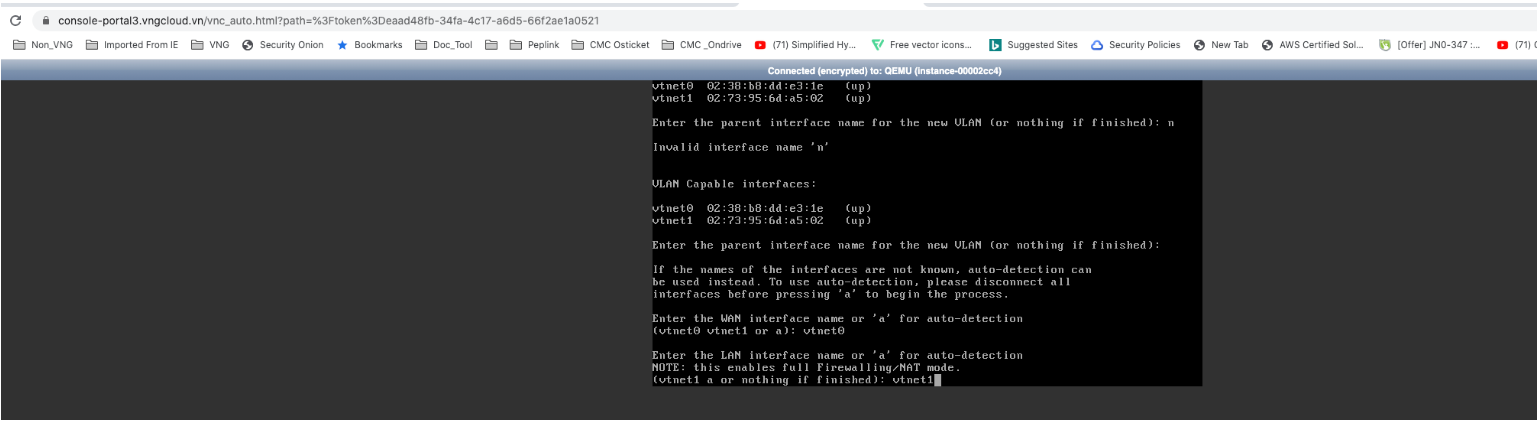 console-portal3.vngcloud.vn/vnc_auto.html?path=%3Ftoken%3Deaad48fb-34fa-4c17-a6d5-66f2ae1a0521
Non_VNG Imported From IE VNG Security Onion Bookmarks Doc_Tool Peplink CMC Osticket CMC _Ondrive (71) Simplified Hy... Free vector icons... Suggested Sites Security Policies New Tab AWS Certified Sol... [Offer] JN0-347 :... (71)
Connected (encrypted) to: QEMU (instance-00002cc4)
vtnet0 02:38:b8:dd:e3:1e (up)
vtnet1 02:73:95:6d:a5:02 (up)
Enter the parent interface name for the new VLAN (or nothing if finished): n
Invalid interface name 'n'
VLAN Capable interfaces:
vtnet0 02:38:b8:dd:e3:1e (up)
vtnet1 02:73:95:6d:a5:02 (up)
Enter the parent interface name for the new VLAN (or nothing if finished):
If the names of the interfaces are not known, auto-detection can
be used instead. To use auto-detection, please disconnect all
interfaces before pressing 'a' to begin the process.
Enter the WAN interface name or 'a' for auto-detection
(vtnet0 vtnet1 or a): vtnet0
Enter the LAN interface name or 'a' for auto-detection
NOTE: this enables full Firewalling/NAT mode.
(vtnet1 a or nothing if finished): vtnet1